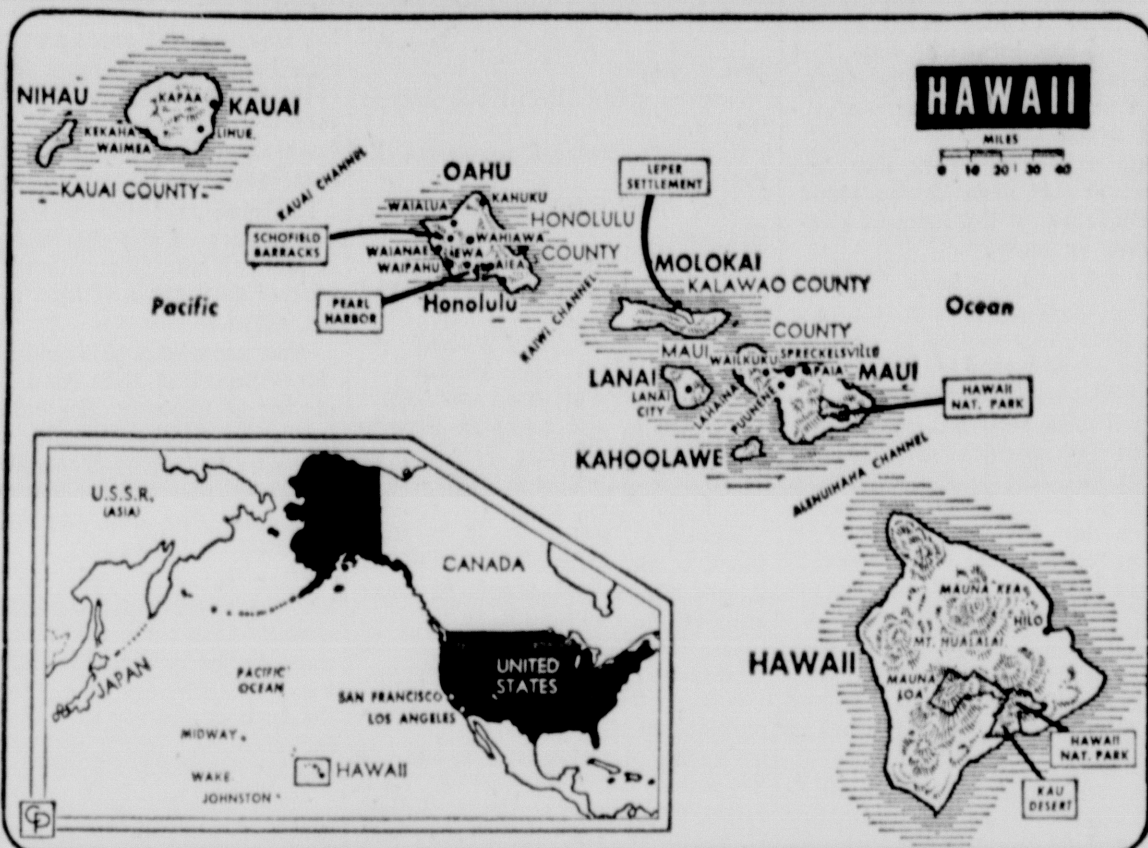 HAWAII
MILES
0 10 20 30 40
NIHAU
KAPAA
KAUAI
KEKAHA
LIHUE
WAIMEA
KAUAI COUNTY
KAUAI CHANNEL
OAHU
KAHUKU
WAIALUA
HONOLULU
COUNTY
SCHOFIELD
BARRACKS
WAHIAWA
WAIANAE
EWA
WAIPAHU
AIEA
PEARL
HARBOR
Honolulu
KAIWI CHANNEL
LEPER
SETTLEMENT
MOLOKAI
KALAWAO COUNTY
Pacific
Ocean
COUNTY
MAUI
WAILKUKU
SPRECKELSVILLE
PAIA
MAUI
LANAI
LANAI
CITY
LAHAINA
PUUNENE
HAWAII
NAT. PARK
KAHOOLAWE
ALENUIHAHA CHANNEL
U.S.S.R.
(ASIA)
CANADA
JAPAN
PACIFIC
OCEAN
UNITED
STATES
SAN FRANCISCO
LOS ANGELES
MIDWAY
WAKE
JOHNSTON
HAWAII
CP
HAWAII
MAUNA KEA
HILO
MT. HUALALAI
MAUNA
LOA
HAWAII
NAT. PARK
KAU
DESERT